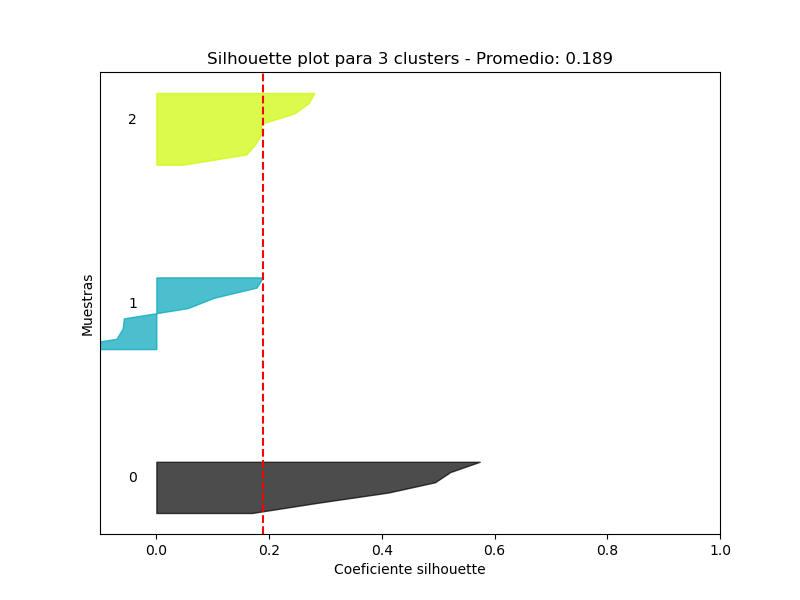 Silhouette plot para 3 clusters - Promedio: 0.189
2
1
0
Muestras
0.0 0.2 0.4 0.6 0.8 1.0
Coeficiente silhouette